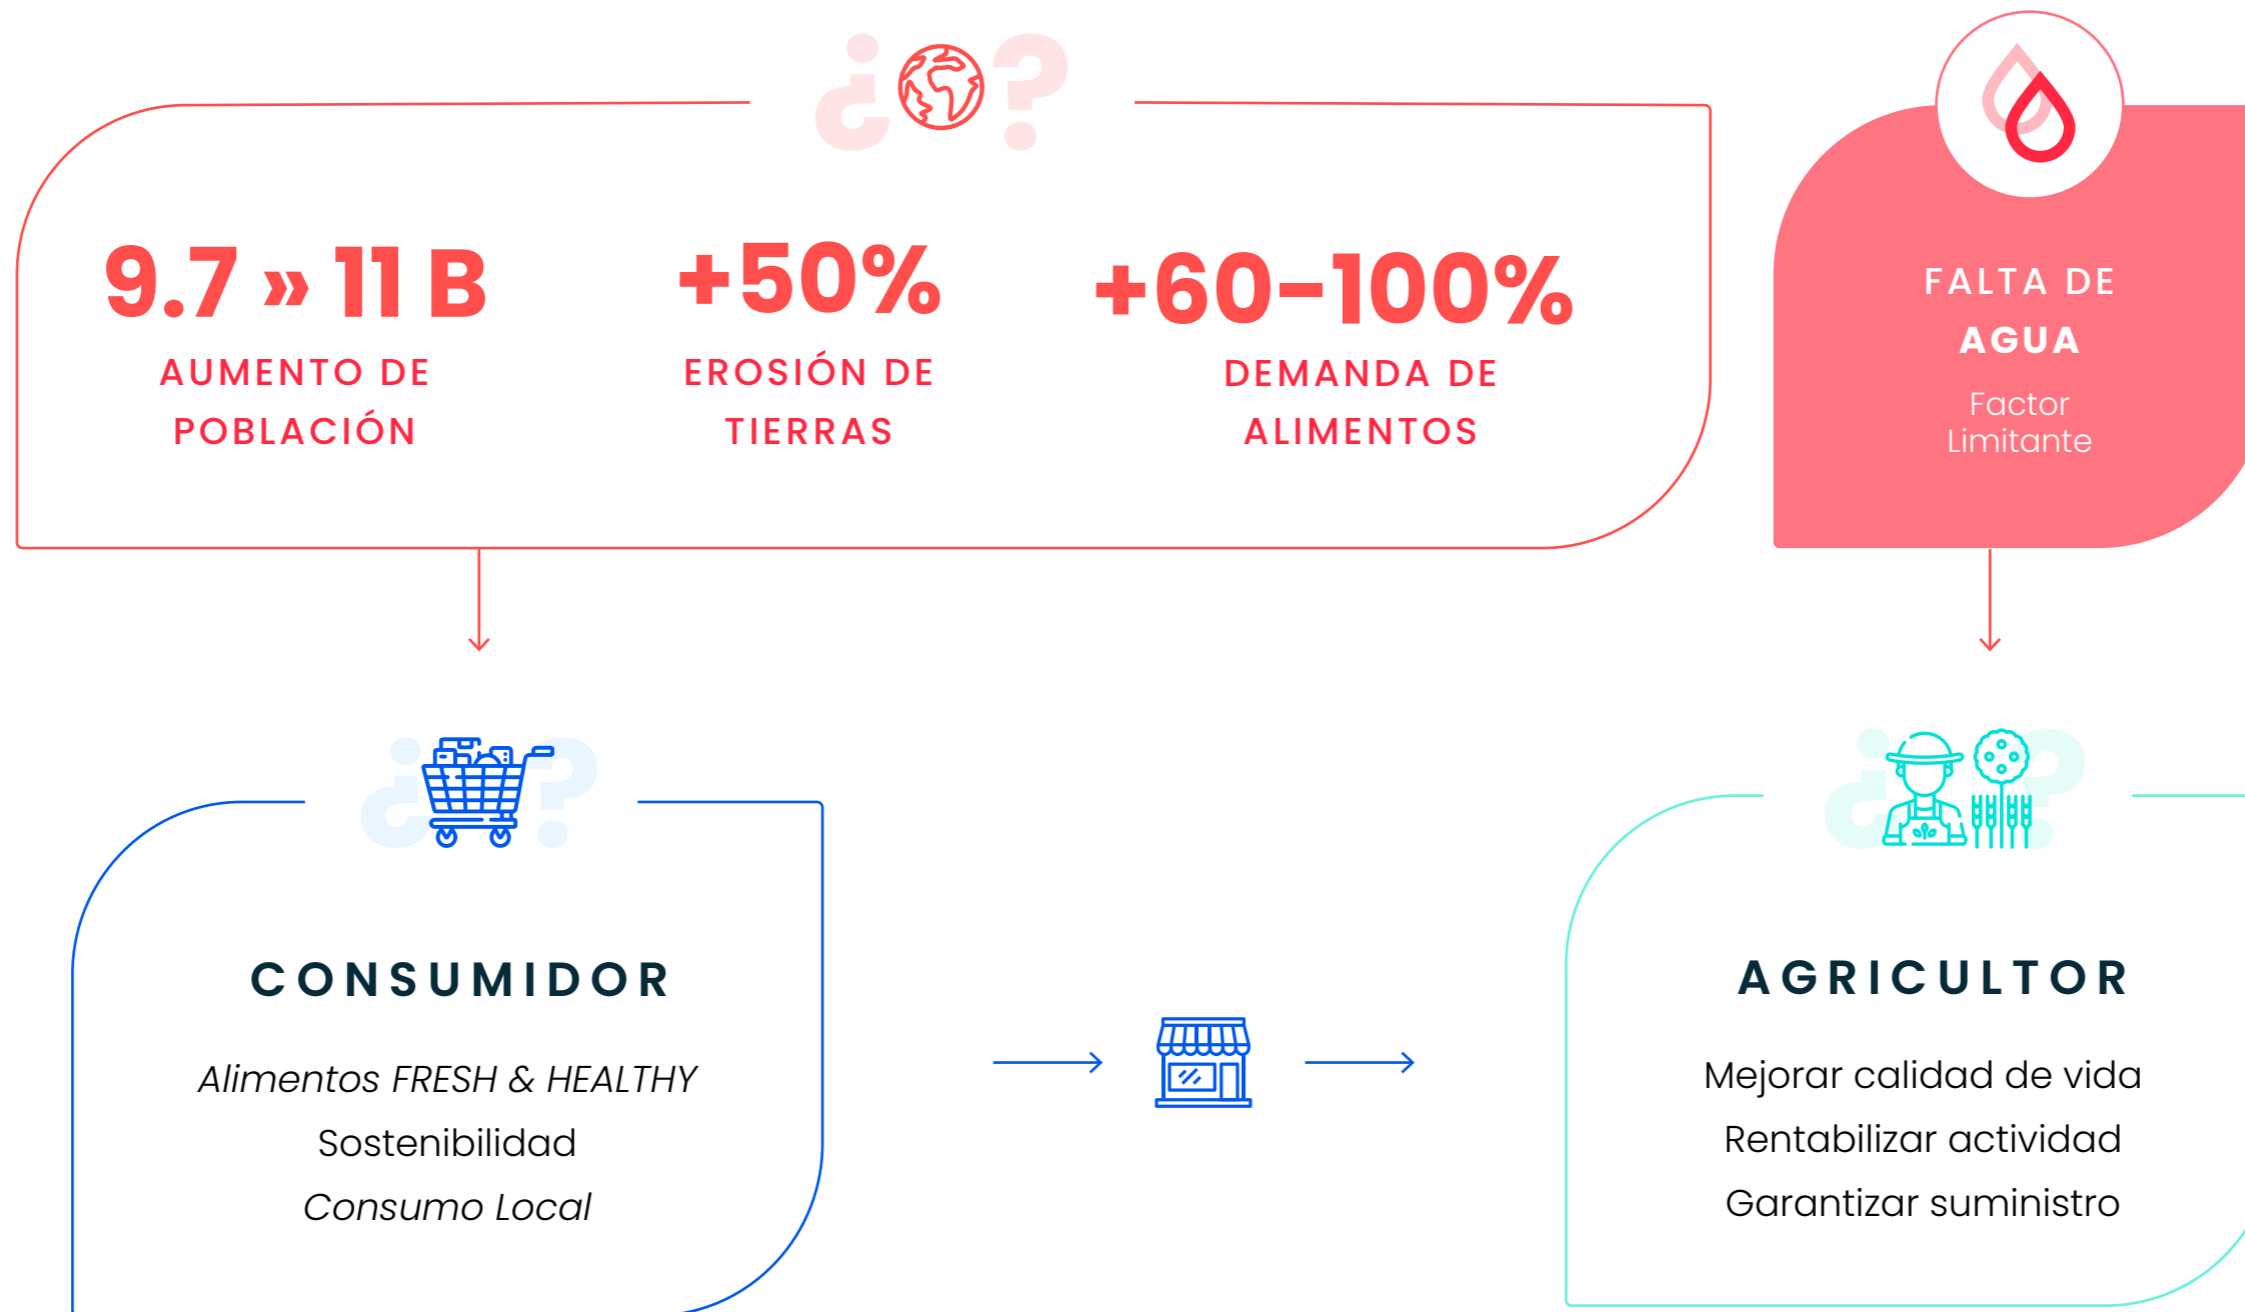 ¿ ?
9.7 » 11 B
AUMENTO DE
POBLACIÓN
+50%
EROSIÓN DE
TIERRAS
+60-100%
DEMANDA DE
ALIMENTOS
FALTA DE
AGUA
Factor
Limitante
¿ ?
CONSUMIDOR
Alimentos FRESH & HEALTHY
Sostenibilidad
Consumo Local
¿ ?
AGRICULTOR
Mejorar calidad de vida
Rentabilizar actividad
Garantizar suministro